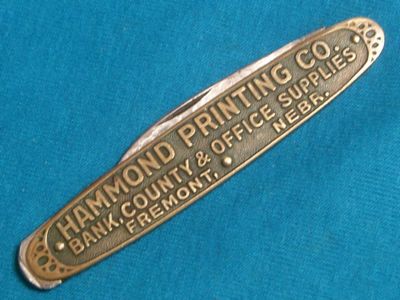 HAMMOND PRINTING CO.
BANK, COUNTY & OFFICE SUPPLIES
FREMONT, NEBR.